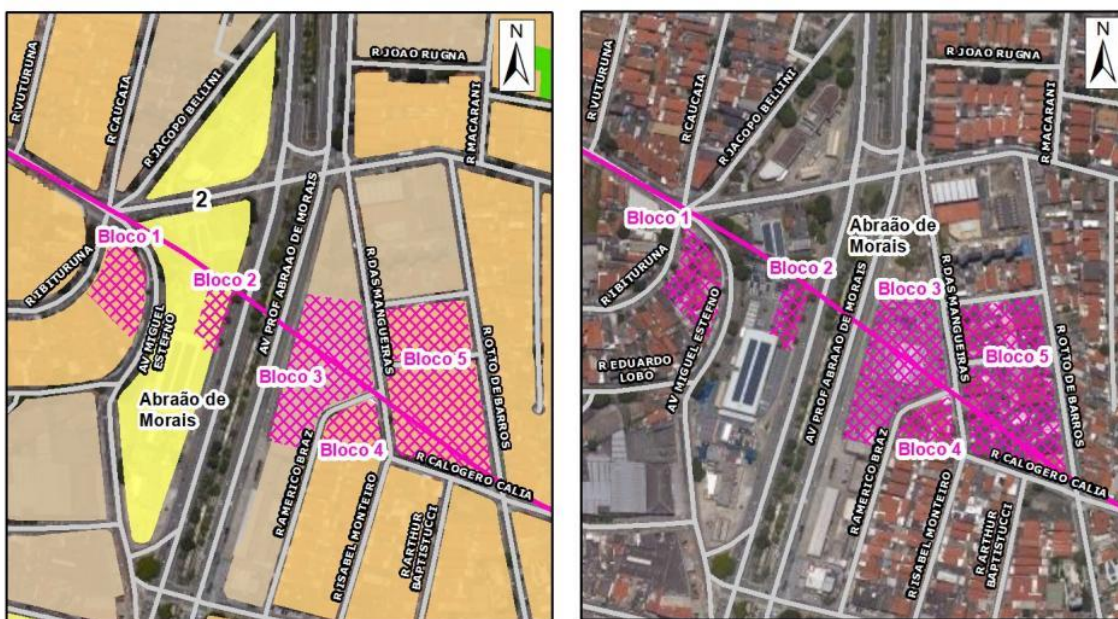 N
R VUTURUNA
R CAUCAIA
R JACOPO BELLINI
R JOAO RUGNA
R MACARANI
2
Bloco 1
R IBITURUNA
Bloco 2
AV MIGUEL
ESTEFNO
AV PROF ABRAAO DE MORAIS
R DAS MANGUEIRAS
Bloco 3
Bloco 5
R OTTO DE BARROS
Abraão de
Morais
Bloco 4
R AMERICO BRAZ
R CALOGERO CALIA
R ISABEL MONTEIRO
R ARTHUR
BAPTISTUCCI
N
R VUTURUNA
R CAUCAIA
R JACOPO BELLINI
R JOAO RUGNA
R MACARANI
Bloco 1
Abraão de
Morais
R IBITURUNA
Bloco 2
Bloco 3
R EDUARDO
LOBO
AV MIGUEL ESTEFNO
AV PROF ABRAAO DE MORAIS
R DAS MANGUEIRAS
Bloco 5
R OTTO DE BARROS
Bloco 4
R AMERICO BRAZ
R CALOGERO CALIA
R ISABEL MONTEIRO
R ARTHUR
BAPTISTUCCI